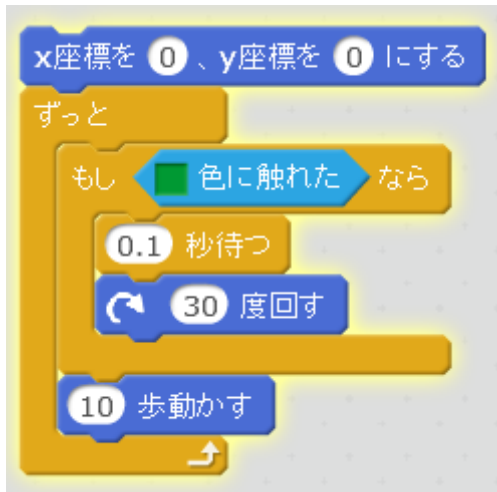 x座標を 0 、y座標を 0 にする
ずっと
もし 色に触れた なら
0.1 秒待つ
30 度回す
10 歩動かす